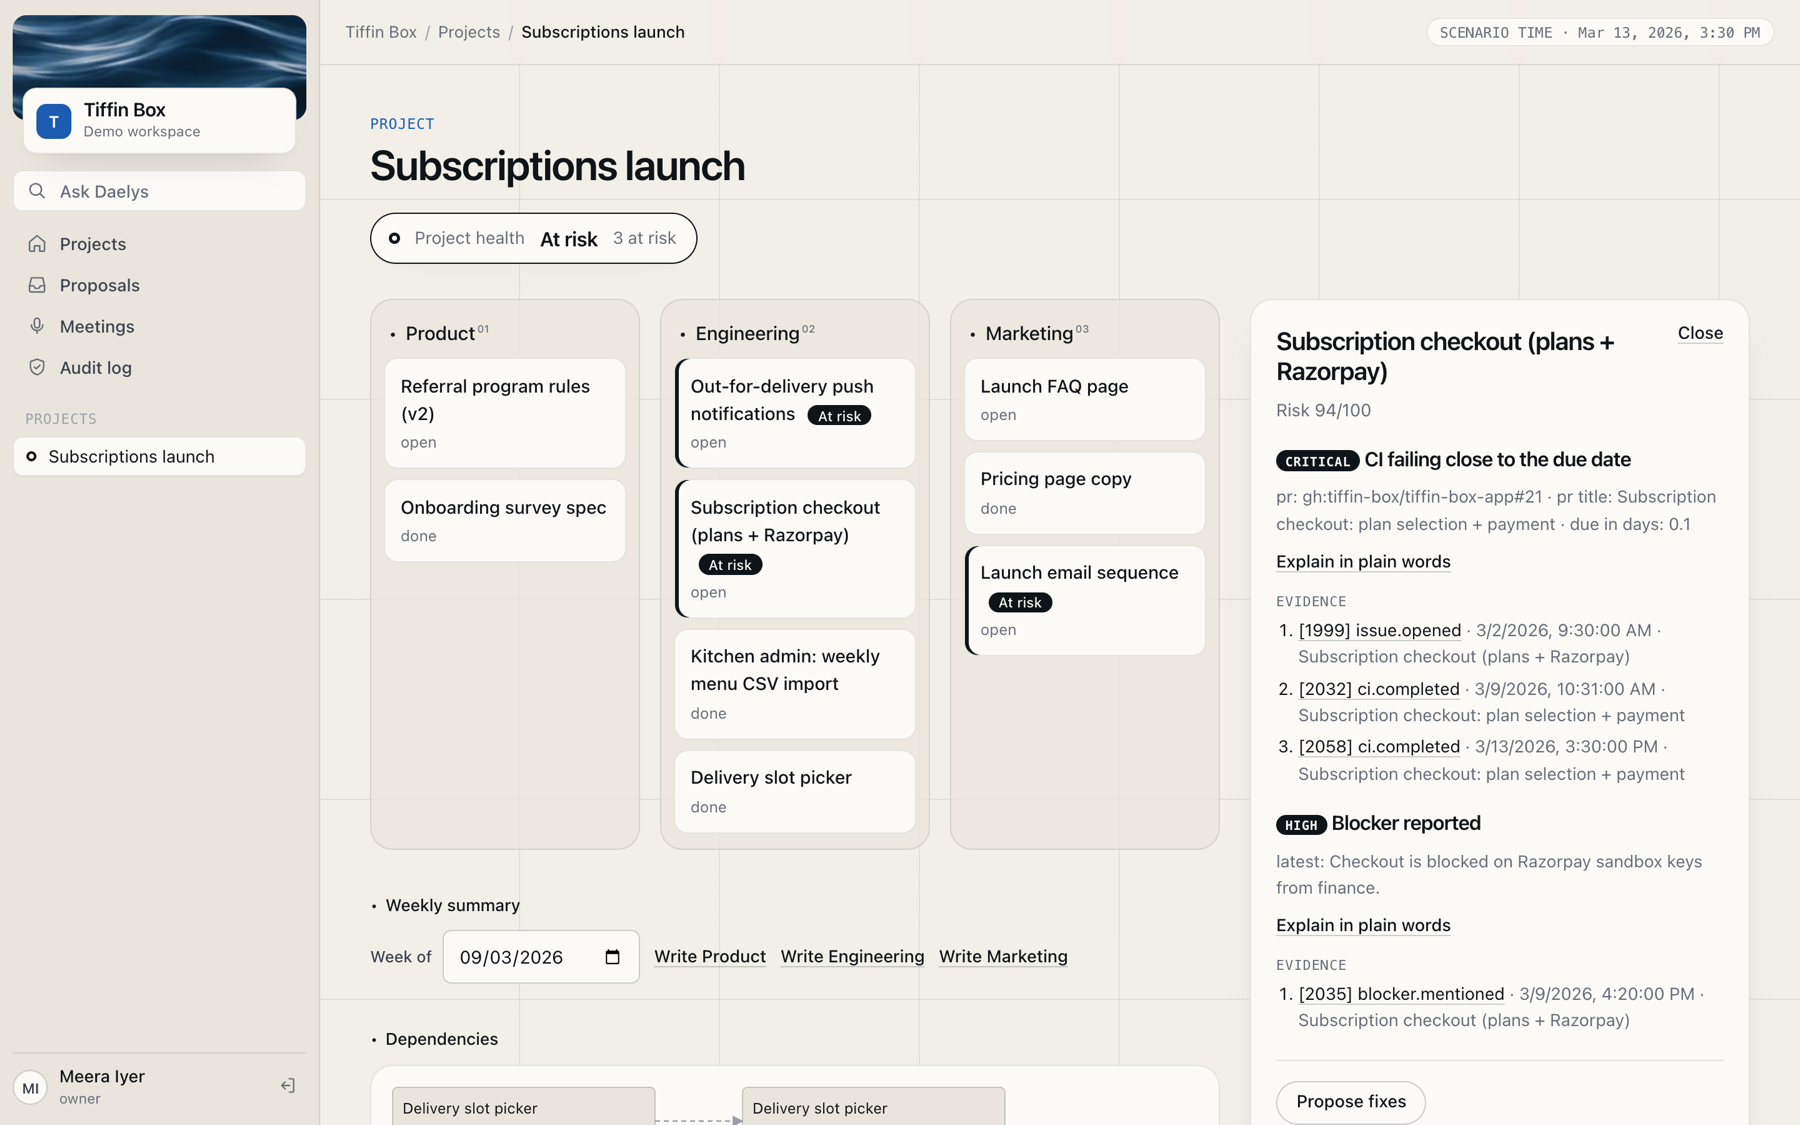 Tiffin Box
Demo workspace
Ask Daelys
Projects
Proposals
Meetings
Audit log
PROJECTS
Subscriptions launch
MI
Meera Iyer
owner
T
Tiffin Box / Projects / Subscriptions launch
SCENARIO TIME · Mar 13, 2026, 3:30 PM
PROJECT
Subscriptions launch
Project health At risk 3 at risk
• Product 01
Referral program rules
(v2)
open
Onboarding survey spec
done
• Engineering 02
Out-for-delivery push
notifications At risk
open
Subscription checkout
(plans + Razorpay)
At risk
open
Kitchen admin: weekly
menu CSV import
done
Delivery slot picker
done
• Marketing 03
Launch FAQ page
open
Pricing page copy
done
Launch email sequence
At risk
open
• Weekly summary
Week of 09/03/2026 Write Product Write Engineering Write Marketing
• Dependencies
Delivery slot picker
Delivery slot picker
Subscription checkout (plans +
Razorpay)
Close
Risk 94/100
CRITICAL CI failing close to the due date
pr: gh:tiffin-box/tiffin-box-app#21 · pr title: Subscription
checkout: plan selection + payment · due in days: 0.1
Explain in plain words
EVIDENCE
1. [1999] issue.opened · 3/2/2026, 9:30:00 AM ·
Subscription checkout (plans + Razorpay)
2. [2032] ci.completed · 3/9/2026, 10:31:00 AM ·
Subscription checkout: plan selection + payment
3. [2058] ci.completed · 3/13/2026, 3:30:00 PM ·
Subscription checkout: plan selection + payment
HIGH Blocker reported
latest: Checkout is blocked on Razorpay sandbox keys
from finance.
Explain in plain words
EVIDENCE
1. [2035] blocker.mentioned · 3/9/2026, 4:20:00 PM ·
Subscription checkout (plans + Razorpay)
Propose fixes